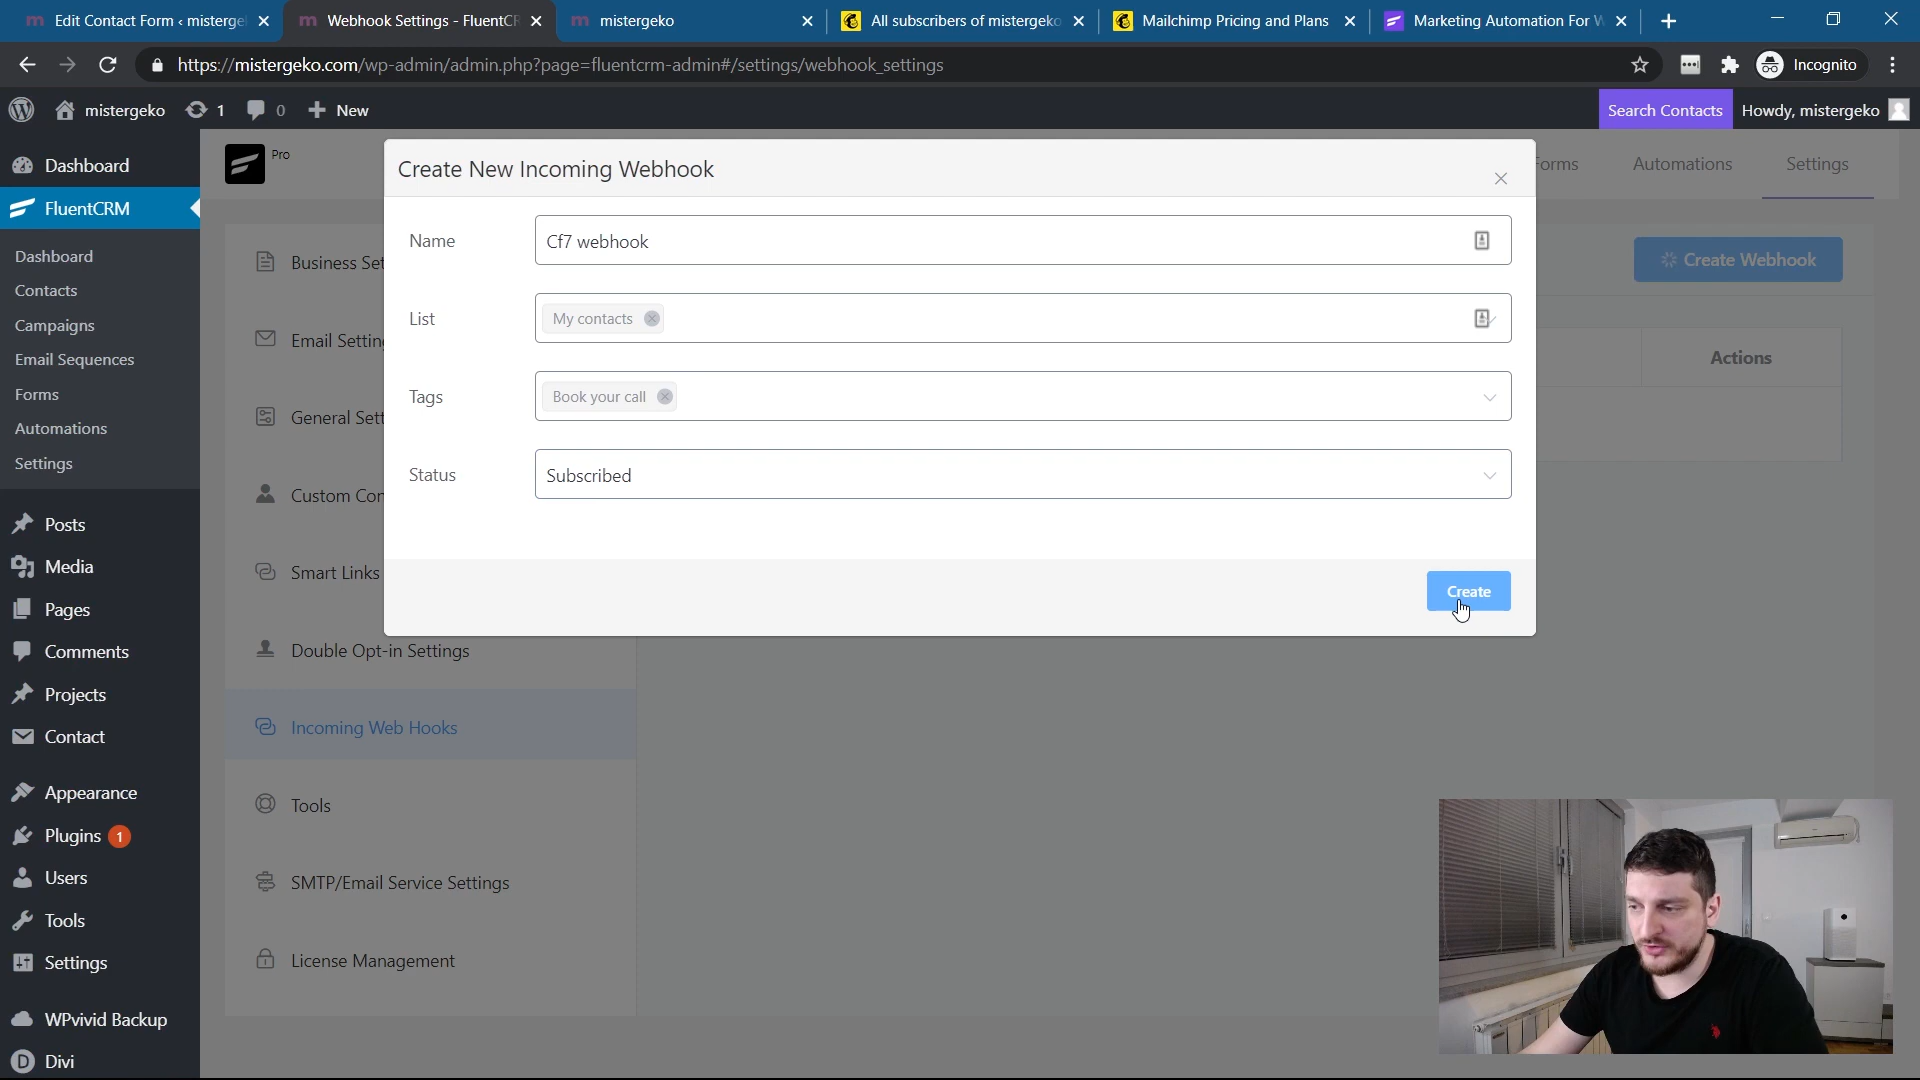 Edit Contact Form ‹ misterge
Webhook Settings - FluentCR
mistergeko
All subscribers of mistergeko
Mailchimp Pricing and Plans
Marketing Automation For W
https://mistergeko.com/wp-admin/admin.php?page=fluentcrm-admin#/settings/webhook_settings
Incognito
mistergeko
1
0
New
Search Contacts
Howdy, mistergeko
Dashboard
FluentCRM
Dashboard
Contacts
Campaigns
Email Sequences
Forms
Automations
Settings
Posts
Media
Pages
Comments
Projects
Contact
Appearance
Plugins 1
Users
Tools
Settings
WPvivid Backup
Divi
Pro
Forms
Automations
Settings
Business Set
Email Setting
General Sett
Custom Con
Smart Links
Double Opt-in Settings
Incoming Web Hooks
Tools
SMTP/Email Service Settings
License Management
Create Webhook
Actions
Create New Incoming Webhook
Name
Cf7 webhook
List
My contacts
Tags
Book your call
Status
Subscribed
Create